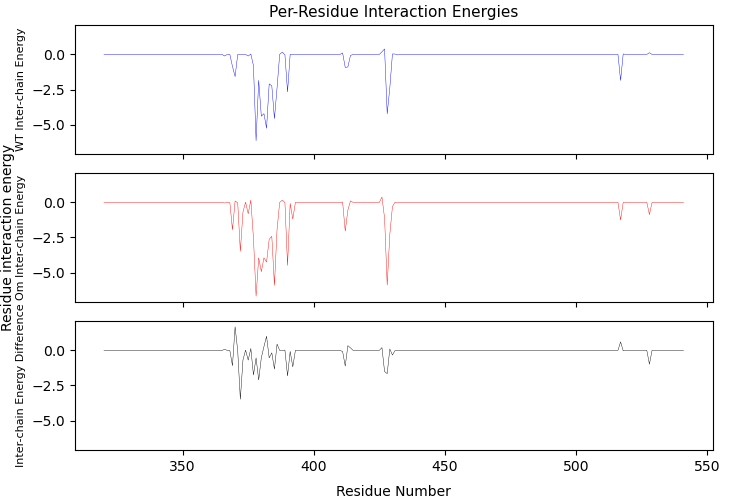 Per-Residue Interaction Energies
Residue interaction energy
WT Inter-chain Energy
0.0
−2.5
−5.0
Om Inter-chain Energy
0.0
−2.5
−5.0
Inter-chain Energy Difference
0.0
−2.5
−5.0
350 400 450 500 550
Residue Number